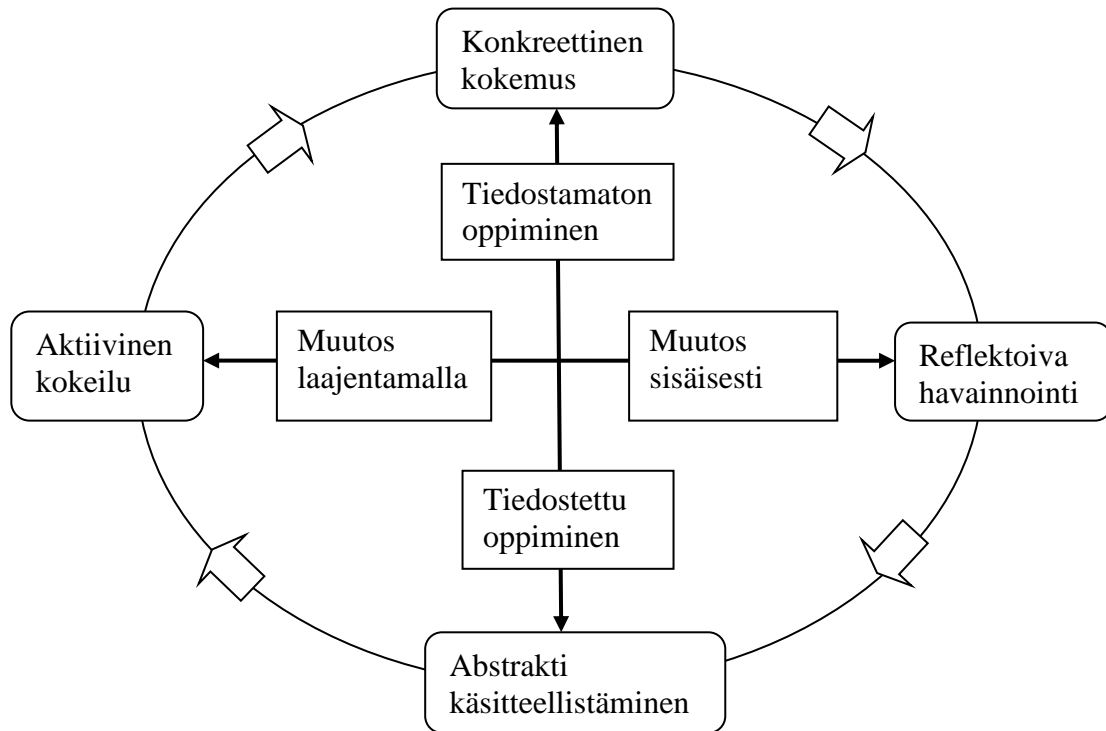 Konkreettinen
kokemus
Tiedostamaton
oppiminen
Aktiivinen
kokeilu
Muutos
laajentamalla
Muutos
sisäisesti
Reflektoiva
havainnointi
Tiedostettu
oppiminen
Abstrakti
käsitteellistäminen